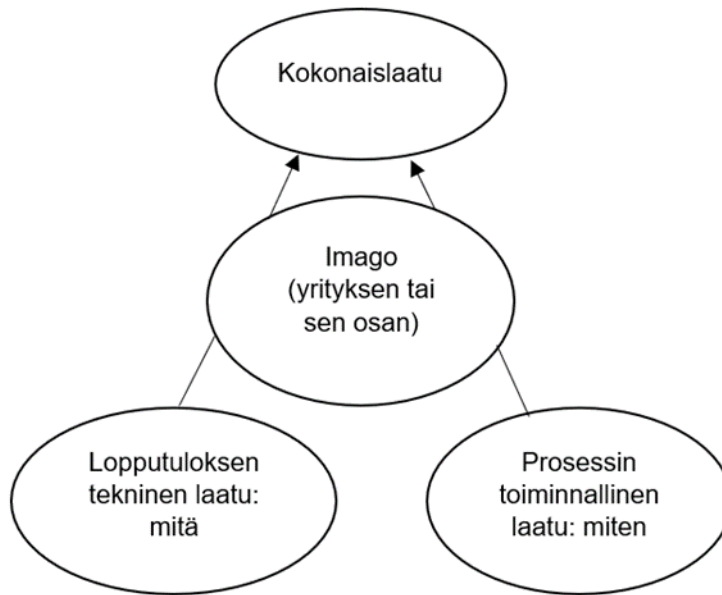 Kokonaislaatu
Imago
(yrityksen tai
sen osan)
Lopputuloksen
tekninen laatu:
mitä
Prosessin
toiminnallinen
laatu: miten